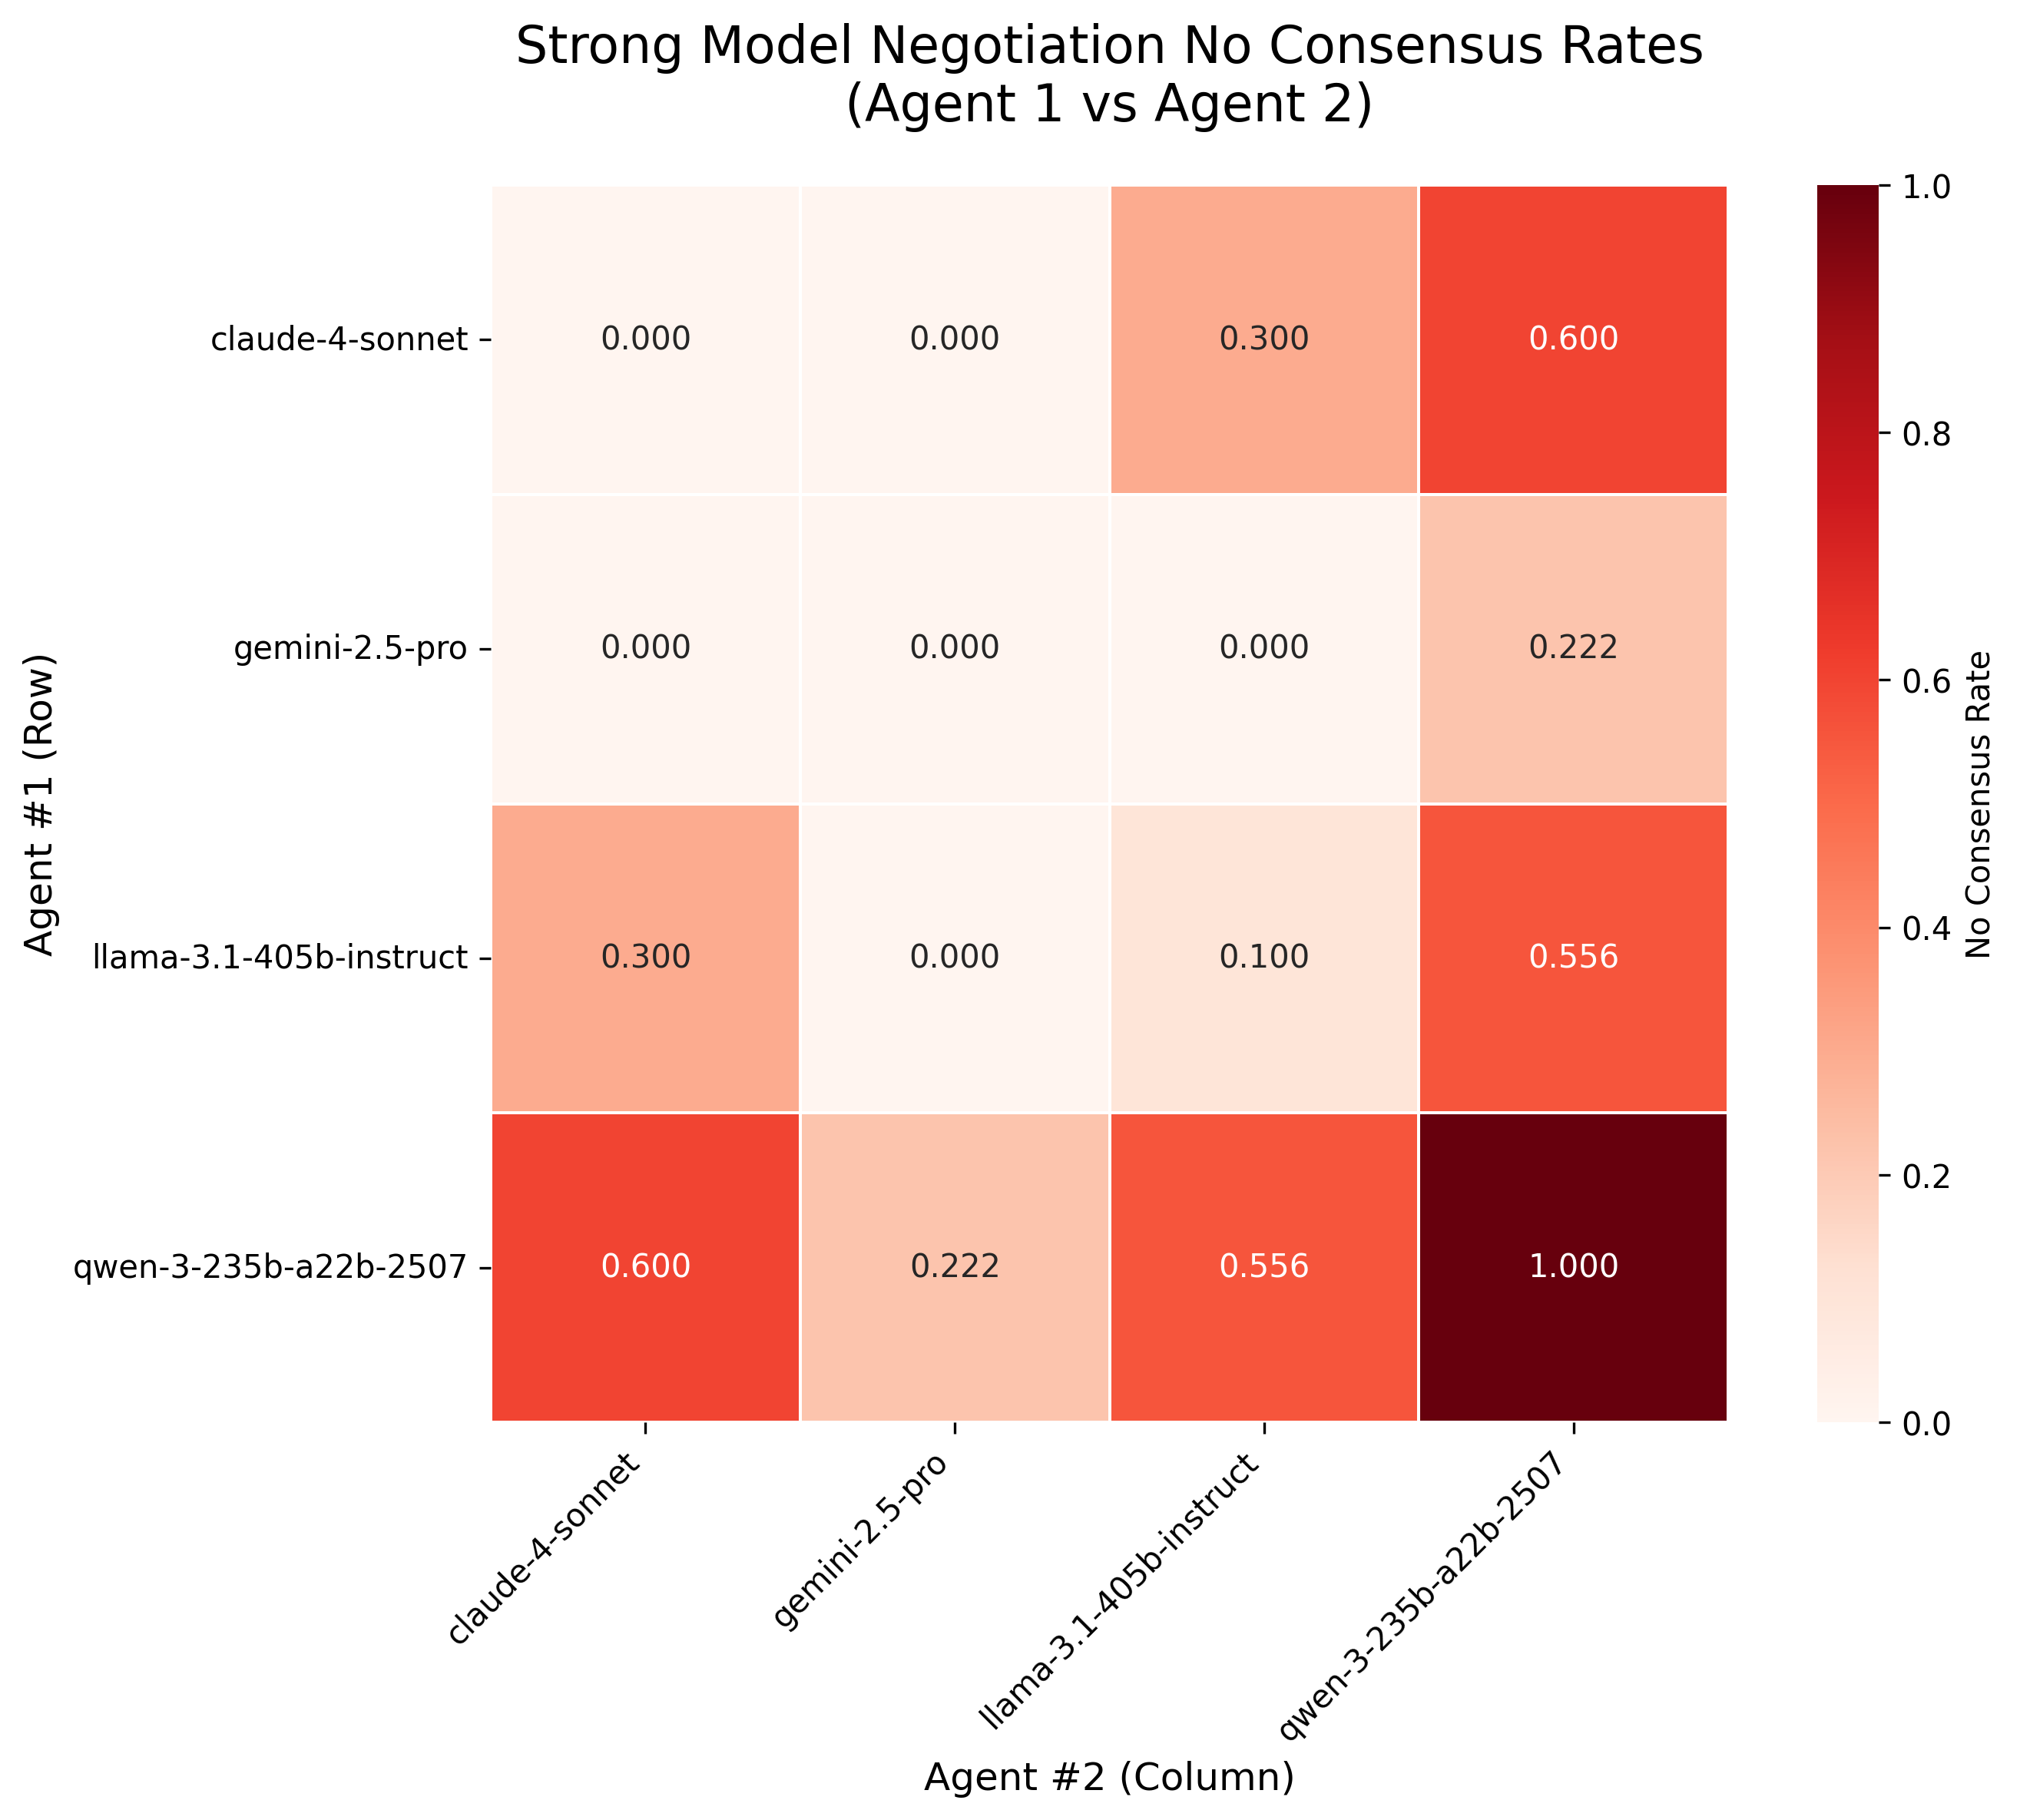 Strong Model Negotiation No Consensus Rates
(Agent 1 vs Agent 2)
claude-4-sonnet
0.000
0.000
0.300
0.600
gemini-2.5-pro
0.000
0.000
0.000
0.222
llama-3.1-405b-instruct
0.300
0.000
0.100
0.556
qwen-3-235b-a22b-2507
0.600
0.222
0.556
1.000
Agent #1 (Row)
claude-4-sonnet
gemini-2.5-pro
llama-3.1-405b-instruct
qwen-3-235b-a22b-2507
Agent #2 (Column)
1.0
0.8
0.6
0.4
0.2
0.0
No Consensus Rate